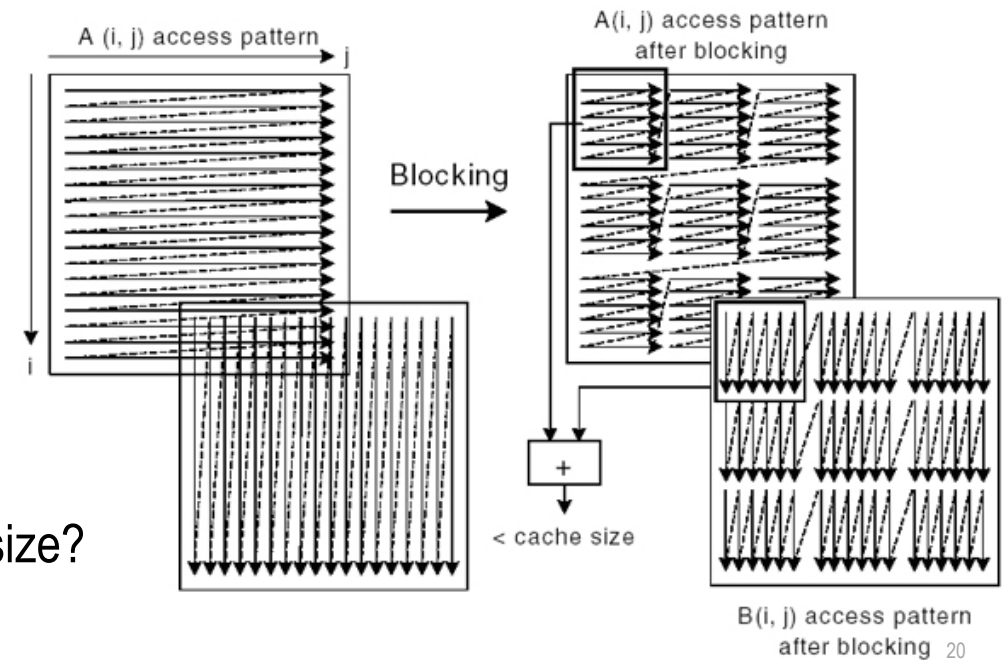 A (i, j) access pattern
j
i
Blocking
A(i, j) access pattern
after blocking
+
< cache size
size?
B(i, j) access pattern
after blocking
20